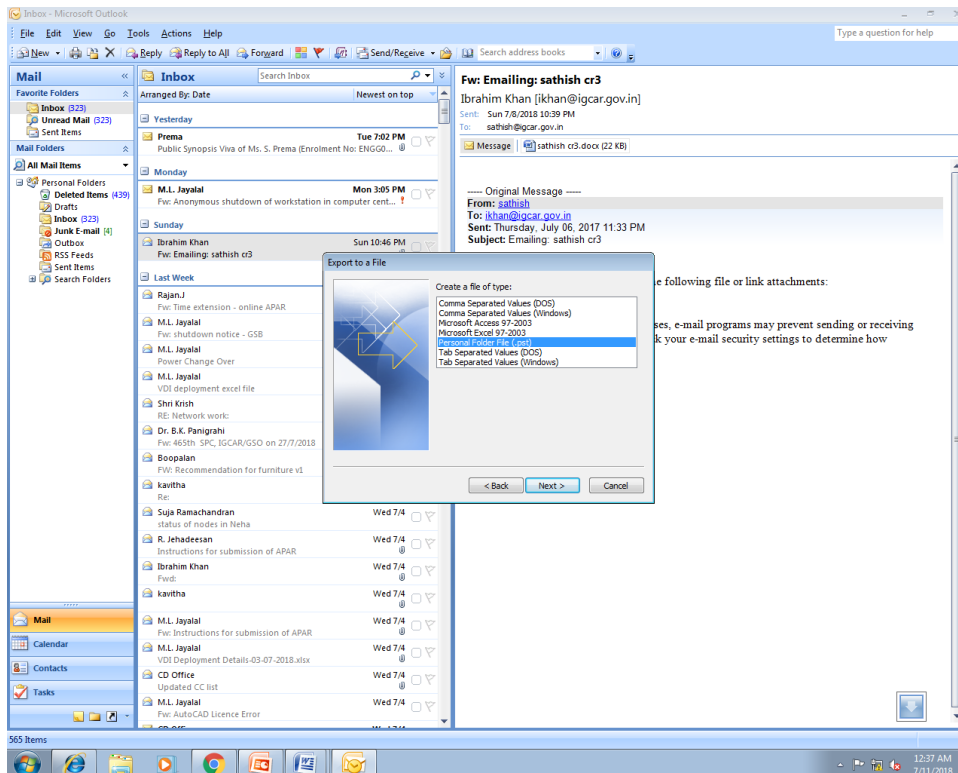 Inbox - Microsoft Outlook
File Edit View Go Tools Actions Help
Type a question for help
New Reply Reply to All Forward Send/Receive Search address books
Mail
Favorite Folders
Inbox (323)
Unread Mail (323)
Sent Items
Mail Folders
All Mail Items
Personal Folders
Deleted Items (439)
Drafts
Inbox (323)
Junk E-mail [4]
Outbox
RSS Feeds
Sent Items
Search Folders
Mail
Calendar
Contacts
Tasks
Inbox Search Inbox
Arranged By: Date Newest on top
Yesterday
Prema Tue 7:02 PM
Public Synopsis Viva of Ms. S. Prema (Enrolment No: ENGG0...
Monday
M.L. Jayalal Mon 3:05 PM
Fw: Anonymous shutdown of workstation in computer cent...
Sunday
Ibrahim Khan Sun 10:46 PM
Fw: Emailing: sathish cr3
Last Week
Rajan.J
Fw: Time extension - online APAR
M.L. Jayalal
Fw: shutdown notice - GSB
M.L. Jayalal
Power Change Over
M.L. Jayalal
VDI deployment excel file
Shri Krish
RE: Network work:
Dr. B.K. Panigrahi
Fw: 465th SPC, IGCAR/GSO on 27/7/2018
Boopalan
FW: Recommendation for furniture v1
kavitha
Re:
Suja Ramachandran Wed 7/4
status of nodes in Neha
R. Jehadeesan Wed 7/4
Instructions for submission of APAR
Ibrahim Khan Wed 7/4
Fwd:
kavitha Wed 7/4
M.L. Jayalal Wed 7/4
Fw: Instructions for submission of APAR
M.L. Jayalal Wed 7/4
VDI Deployment Details-03-07-2018.xlsx
CD Office Wed 7/4
Updated CC list
M.L. Jayalal Wed 7/4
Fw: AutoCAD Licence Error
Fw: Emailing: sathish cr3
Ibrahim Khan [ikhan@igcar.gov.in]
Sent: Sun 7/8/2018 10:39 PM
To: sathish@igcar.gov.in
Message sathish cr3.docx (22 KB)
----- Original Message -----
From: sathish
To: ikhan@igcar.gov.in
Sent: Thursday, July 06, 2017 11:33 PM
Subject: Emailing: sathish cr3
e following file or link attachments:
ses, e-mail programs may prevent sending or receiving
k your e-mail security settings to determine how
Export to a File
Create a file of type:
Comma Separated Values (DOS)
Comma Separated Values (Windows)
Microsoft Access 97-2003
Microsoft Excel 97-2003
Personal Folder File (.pst)
Tab Separated Values (DOS)
Tab Separated Values (Windows)
< Back Next > Cancel
565 Items
12:37 AM
7/11/2018